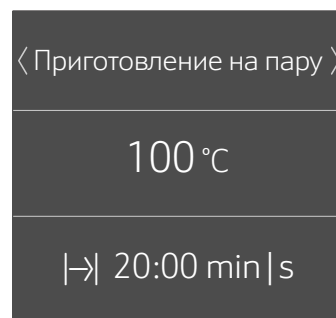 〈 Приготовление на пару 〉
100 °C
|→| 20:00 min|s